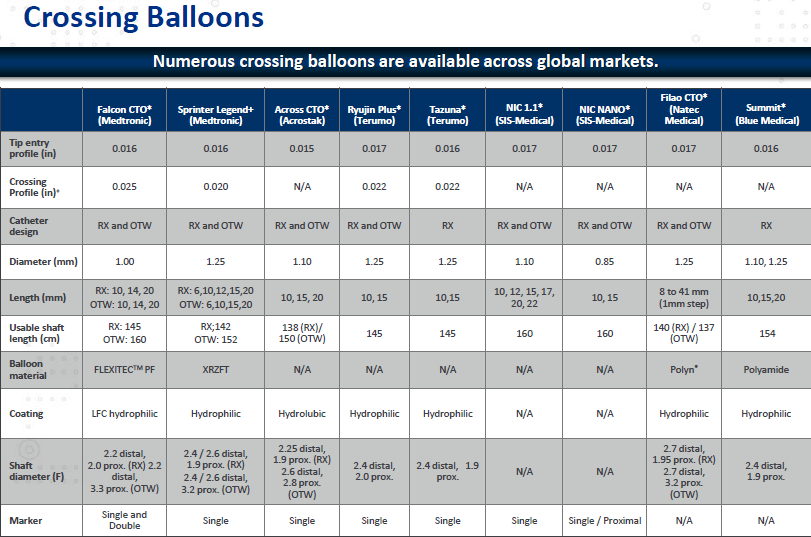 Crossing Balloons
Numerous crossing balloons are available across global markets.
Falcon CTO* (Medtronic) Sprinter Legend+ (Medtronic) Across CTO* (Acrostak) Ryujin Plus* (Terumo) Tazuna* (Terumo) NIC 1.1* (SIS-Medical) NIC NANO* (SIS-Medical) Filao CTO* (Natec Medical) Summit* (Blue Medical)
Tip entry profile (in) 0.016 0.016 0.015 0.017 0.016 0.017 0.017 0.017 0.016
Crossing Profile (in)+ 0.025 0.020 N/A 0.022 0.022 N/A N/A N/A N/A
Catheter design RX and OTW RX and OTW RX and OTW RX and OTW RX RX and OTW RX and OTW RX and OTW RX
Diameter (mm) 1.00 1.25 1.10 1.25 1.25 1.10 0.85 1.25 1.10, 1.25
Length (mm) RX: 10, 14, 20 OTW: 10, 14, 20 RX: 6,10,12,15,20 OTW: 6,10,15,20 10, 15, 20 10, 15 10,15 10, 12, 15, 17, 20, 22 10, 15 8 to 41 mm (1mm step) 10,15,20
Usable shaft length (cm) RX: 145 OTW: 160 RX;142 OTW: 152 138 (RX)/ 150 (OTW) 145 145 160 160 140 (RX) / 137 (OTW) 154
Balloon material FLEXITEC™ PF XRZFT N/A N/A N/A N/A N/A Polyn* Polyamide
Coating LFC hydrophilic Hydrophilic Hydrolubic Hydrophilic Hydrophilic N/A N/A Hydrophilic Hydrophilic
Shaft diameter (F) 2.2 distal, 2.0 prox. (RX) 2.2 distal, 3.3 prox. (OTW) 2.4 / 2.6 distal, 1.9 prox. (RX) 2.4 / 2.6 distal, 3.2 prox. (OTW) 2.25 distal, 1.9 prox. (RX) 2.6 distal, 2.8 prox. (OTW) 2.4 distal, 2.0 prox. 2.4 distal, 1.9 prox. N/A N/A 2.7 distal, 1.95 prox. (RX) 2.7 distal, 3.2 prox. (OTW) 2.4 distal, 1.9 prox.
Marker Single and Double Single Single Single Single Single Single / Proximal N/A N/A